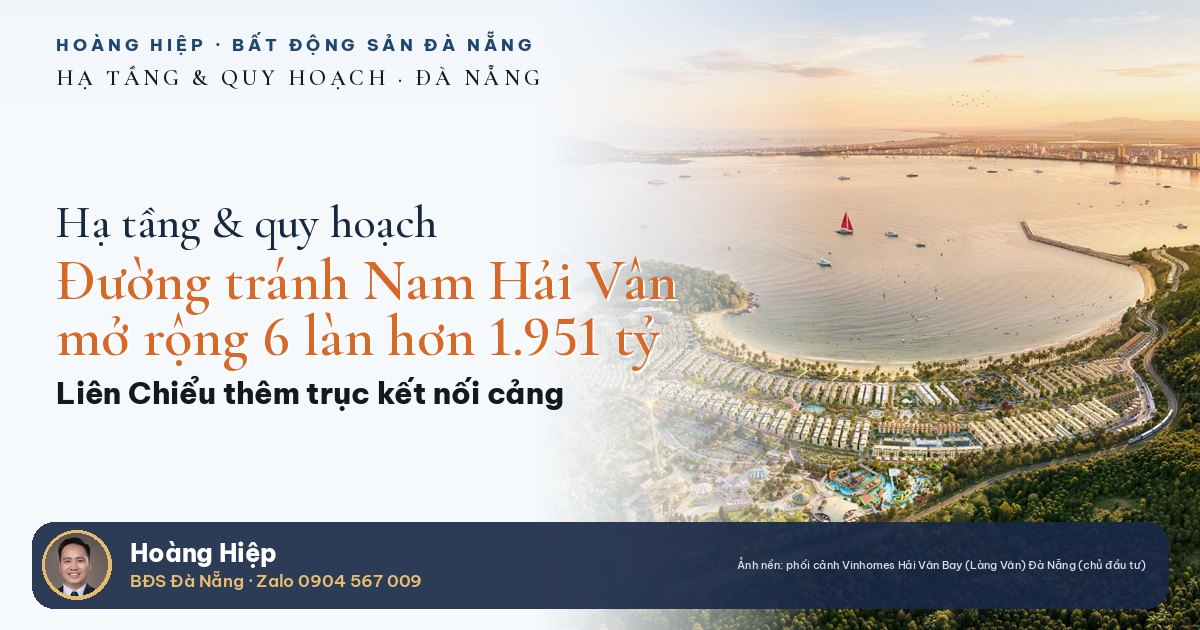 HOÀNG HIỆP · BẤT ĐỘNG SẢN ĐÀ NẴNG
HẠ TẦNG & QUY HOẠCH · ĐÀ NẴNG
Hạ tầng & quy hoạch
Đường tránh Nam Hải Vân
mở rộng 6 làn hơn 1.951 tỷ
Liên Chiểu thêm trục kết nối cảng
Hoàng Hiệp
BĐS Đà Nẵng · Zalo 0904 567 009
Ảnh nền: phối cảnh Vinhomes Hải Vân Bay (Làng Vân) Đà Nẵng (chủ đầu tư)